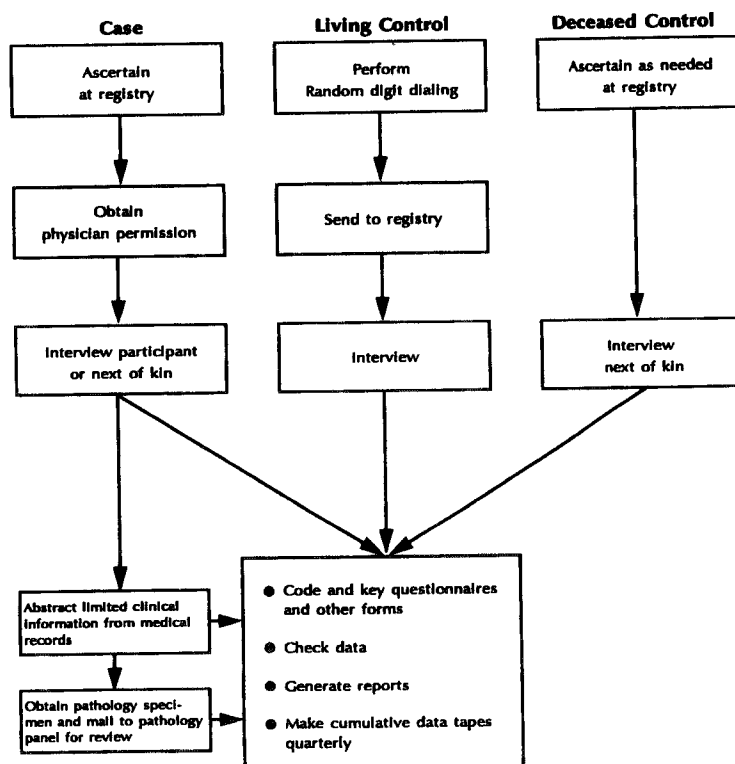 Case
Living Control
Deceased Control
Ascertain
at registry
Perform
Random digit dialing
Ascertain as needed
at registry
Obtain
physician permission
Send to registry
Interview participant
or next of kin
Interview
Interview
next of kin
Abstract limited clinical
information from medical
records
Obtain pathology speci-
men and mail to pathology
panel for review
● Code and key questionnaires
and other forms
● Check data
● Generate reports
● Make cumulative data tapes
quarterly